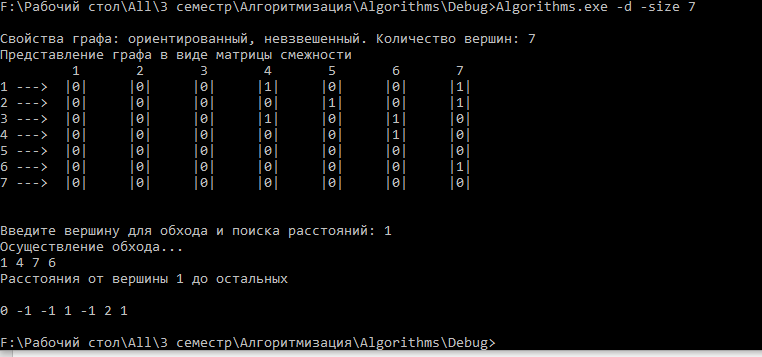 F:\Рабочий стол\All\3 семестр\Алгоритмизация\Algorithms\Debug>Algorithms.exe -d -size 7
Свойства графа: ориентированный, невзвешенный. Количество вершин: 7
Представление графа в виде матрицы смежности
1 2 3 4 5 6 7
1 ---> |0| |0| |0| |1| |0| |0| |1|
2 ---> |0| |0| |0| |0| |1| |0| |1|
3 ---> |0| |0| |0| |1| |0| |1| |0|
4 ---> |0| |0| |0| |0| |0| |1| |0|
5 ---> |0| |0| |0| |0| |0| |0| |0|
6 ---> |0| |0| |0| |0| |0| |0| |1|
7 ---> |0| |0| |0| |0| |0| |0| |0|
Введите вершину для обхода и поиска расстояний: 1
Осуществление обхода...
1 4 7 6
Расстояния от вершины 1 до остальных
0 -1 -1 1 -1 2 1
F:\Рабочий стол\All\3 семестр\Алгоритмизация\Algorithms\Debug>